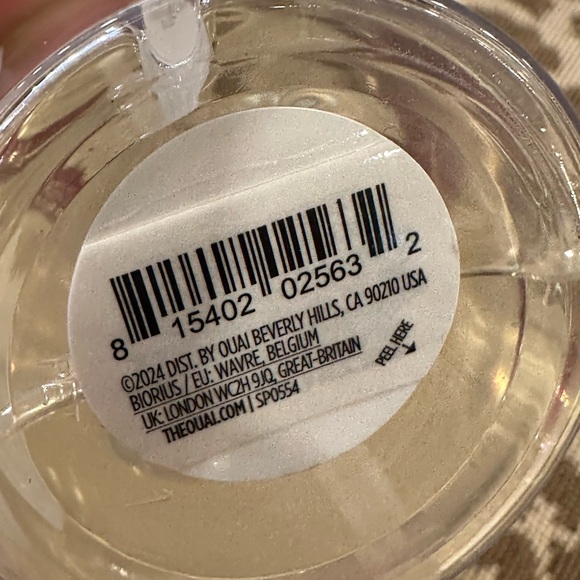 8 15402 02563 2
©2024 DIST. BY OUAI BEVERLY HILLS, CA 90210 USA
BIORIUS / EU: WAVRE, BELGIUM
UK: LONDON WC2H 9JQ, GREAT-BRITAIN
THEOUAI.COM | SP0554
PEEL HERE